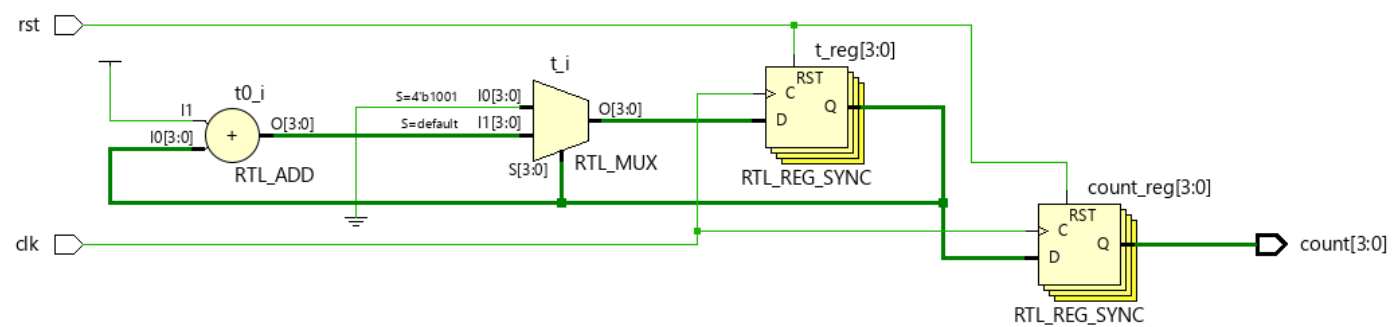 rst
t_reg[3:0]
t_i
RST
C
Q
D
RTL_REG_SYNC
t0_i
I1
I0[3:0]
+
O[3:0]
RTL_ADD
S=4'b1001
I0[3:0]
S=default
I1[3:0]
O[3:0]
S[3:0]
RTL_MUX
count_reg[3:0]
RST
C
Q
D
RTL_REG_SYNC
clk
count[3:0]